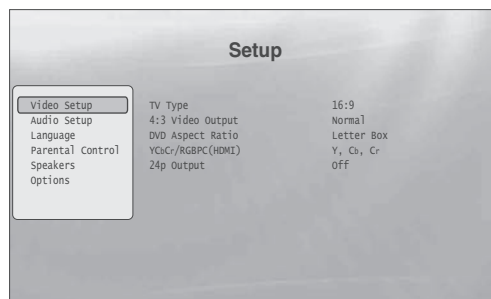 Setup
Video Setup
Audio Setup
Language
Parental Control
Speakers
Options
TV Type 16:9
4:3 Video Output Normal
DVD Aspect Ratio Letter Box
YCbCr/RGBPC(HDMI) Y, Cb, Cr
24p Output Off